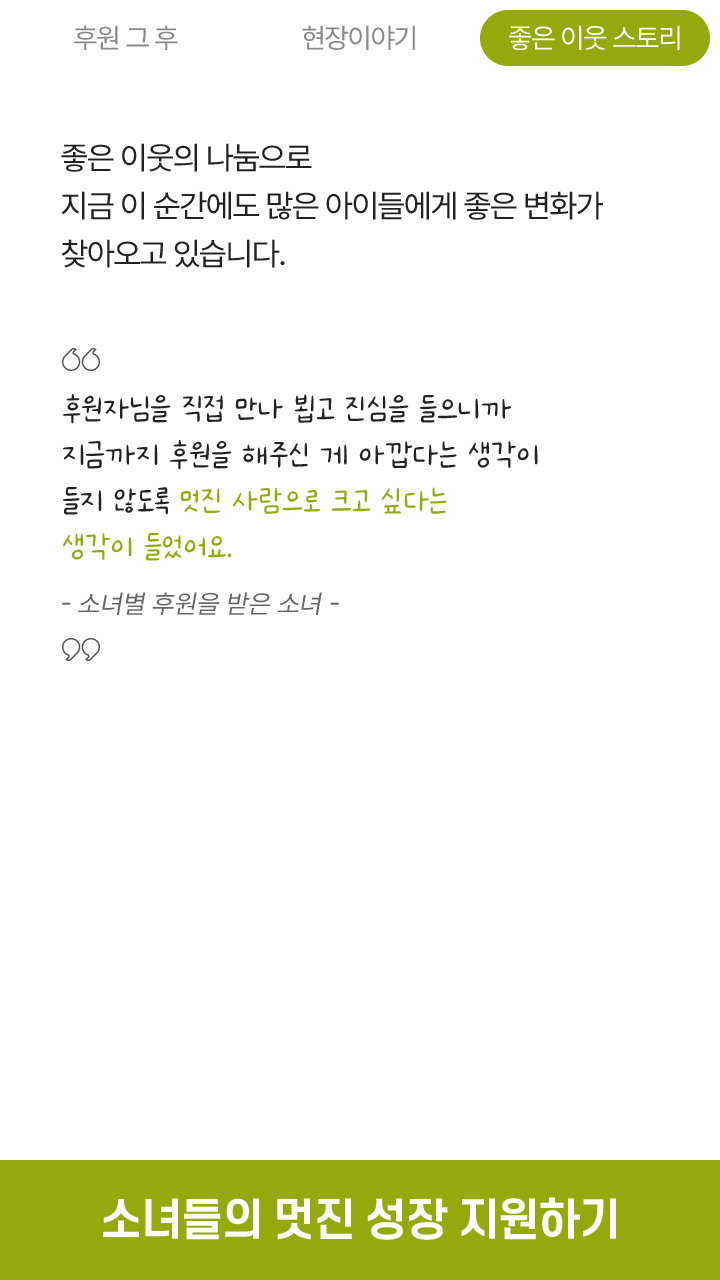 후원 그 후
현장이야기
좋은 이웃 스토리
좋은 이웃의 나눔으로
지금 이 순간에도 많은 아이들에게 좋은 변화가
찾아오고 있습니다.
“
후원자님을 직접 만나 뵙고 진심을 들으니까
지금까지 후원을 해주신 게 아깝다는 생각이
들지 않도록 멋진 사람으로 크고 싶다는
생각이 들었어요.
- 소녀별 후원을 받은 소녀 -
”
소녀들의 멋진 성장 지원하기